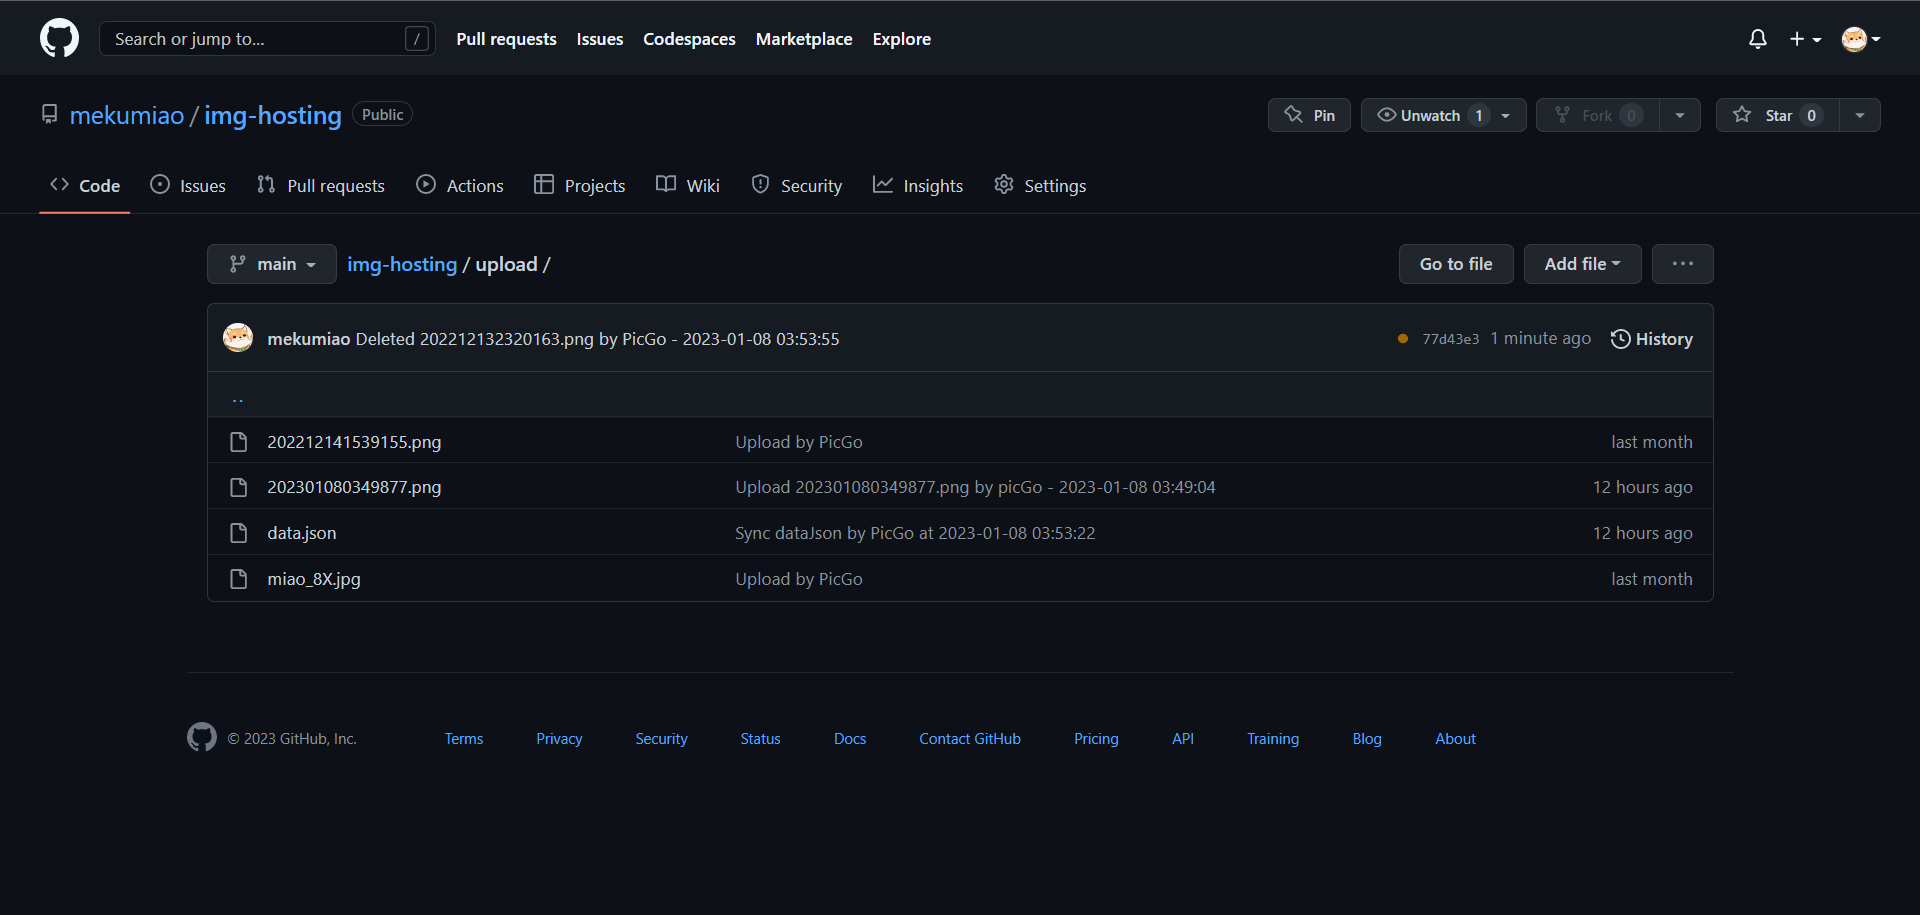 Search or jump to... /
Pull requests Issues Codespaces Marketplace Explore
mekumiao / img-hosting Public
Pin Unwatch 1 Fork 0 Star 0
Code Issues Pull requests Actions Projects Wiki Security Insights Settings
main img-hosting / upload /
Go to file Add file ...
mekumiao Deleted 202212132320163.png by PicGo - 2023-01-08 03:53:55 77d43e3 1 minute ago History
..
202212141539155.png Upload by PicGo last month
202301080349877.png Upload 202301080349877.png by picGo - 2023-01-08 03:49:04 12 hours ago
data.json Sync dataJson by PicGo at 2023-01-08 03:53:22 12 hours ago
miao_8X.jpg Upload by PicGo last month
© 2023 GitHub, Inc. Terms Privacy Security Status Docs Contact GitHub Pricing API Training Blog About